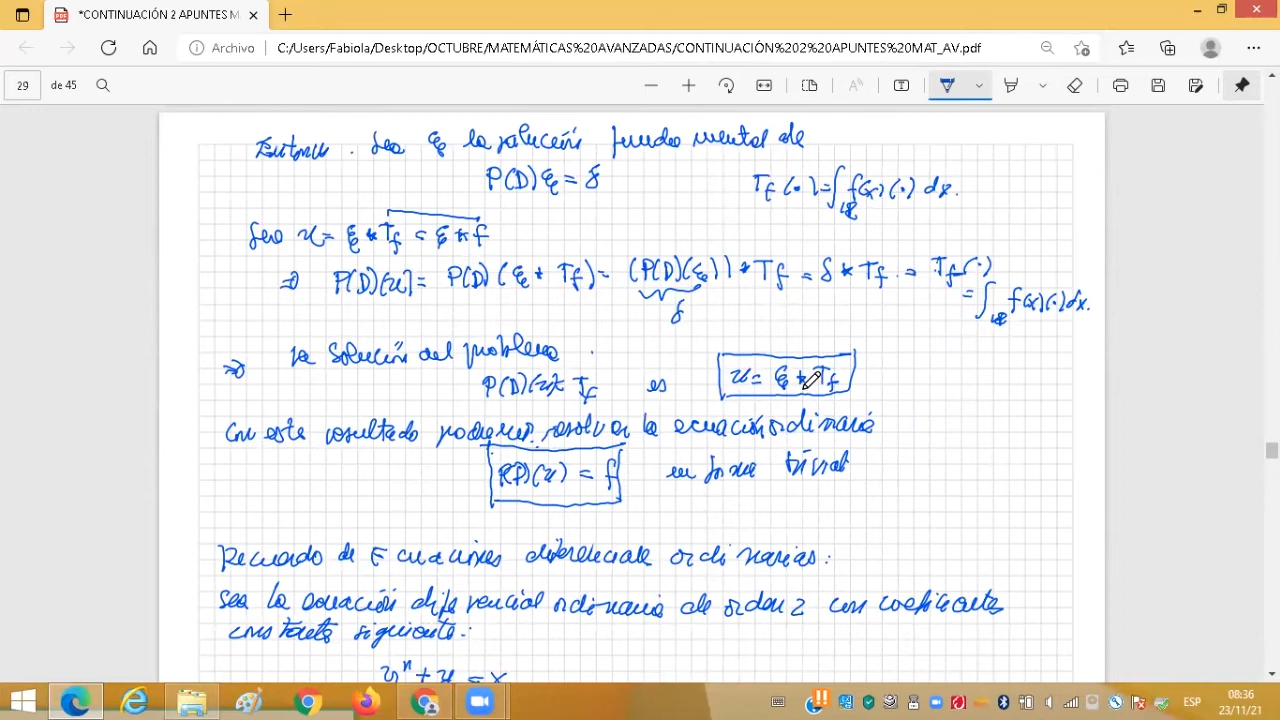 *CONTINUACIÓN 2 APUNTES M
Archivo C:/Users/Fabiola/Desktop/OCTUBRE/MATEMÁTICAS%20AVANZADAS/CONTINUACIÓN%202%20APUNTES%20MAT_AV.pdf
29 de 45
Sea ξ la solución fundamental de
P(D)ξ = δ
T_f(·) = ∫_ℝ f(x)(·) dx.
Sea u = ξ * T_f = ξ * f
⇒ P(D)(u) = P(D)(ξ * T_f) = (P(D)(ξ)) * T_f = δ * T_f = T_f(·)
δ
= ∫_ℝ f(x)(·) dx.
⇒ la solución del problema
P(D)(u) = T_f es u = ξ * T_f
Con este resultado podremos resolver la ecuación ordinaria
P(D)(u) = f en forma trivial
Recuerdo de Ecuaciones diferenciales ordinarias:
Sea la ecuación diferencial ordinaria de orden 2 con coeficientes
constantes siguiente:
u'' + u = x
ESP
08:36
23/11/21